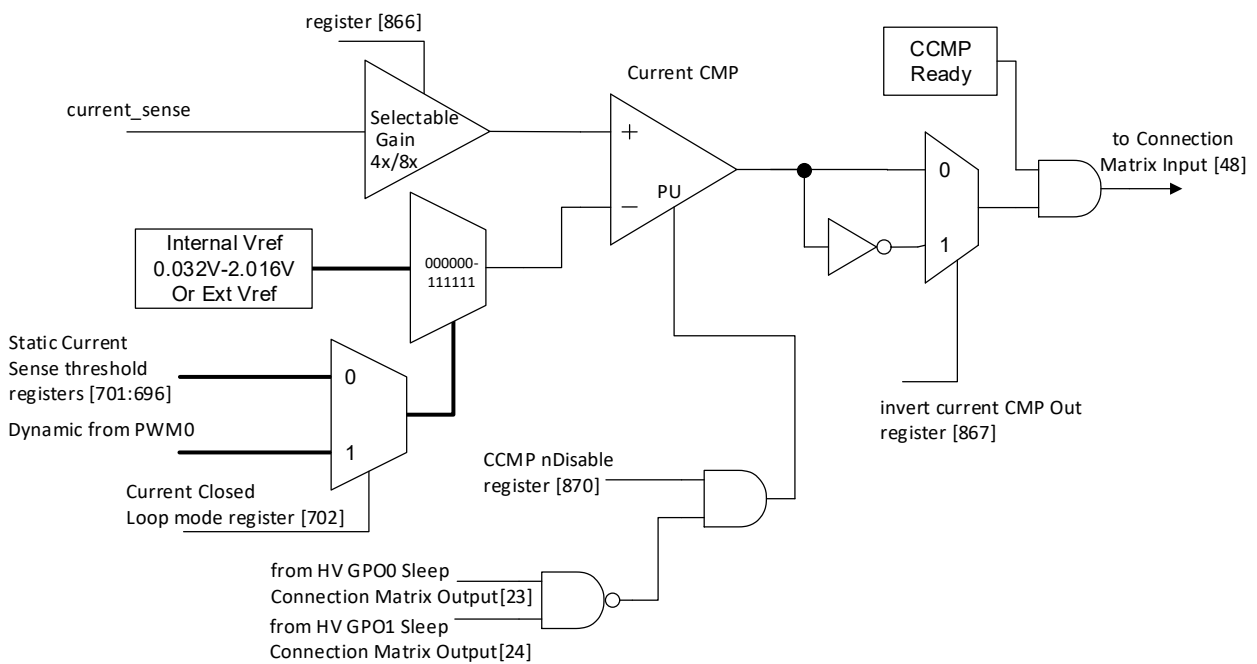 register [866]
CCMP
Ready
Current CMP
current_sense
Selectable
Gain
4x/8x
+
−
PU
0
1
to Connection
Matrix Input [48]
Internal Vref
0.032V-2.016V
Or Ext Vref
000000-
111111
Static Current
Sense threshold
registers [701:696]
0
Dynamic from PWM0
1
invert current CMP Out
register [867]
CCMP nDisable
register [870]
Current Closed
Loop mode register [702]
from HV GPO0 Sleep
Connection Matrix Output[23]
from HV GPO1 Sleep
Connection Matrix Output[24]